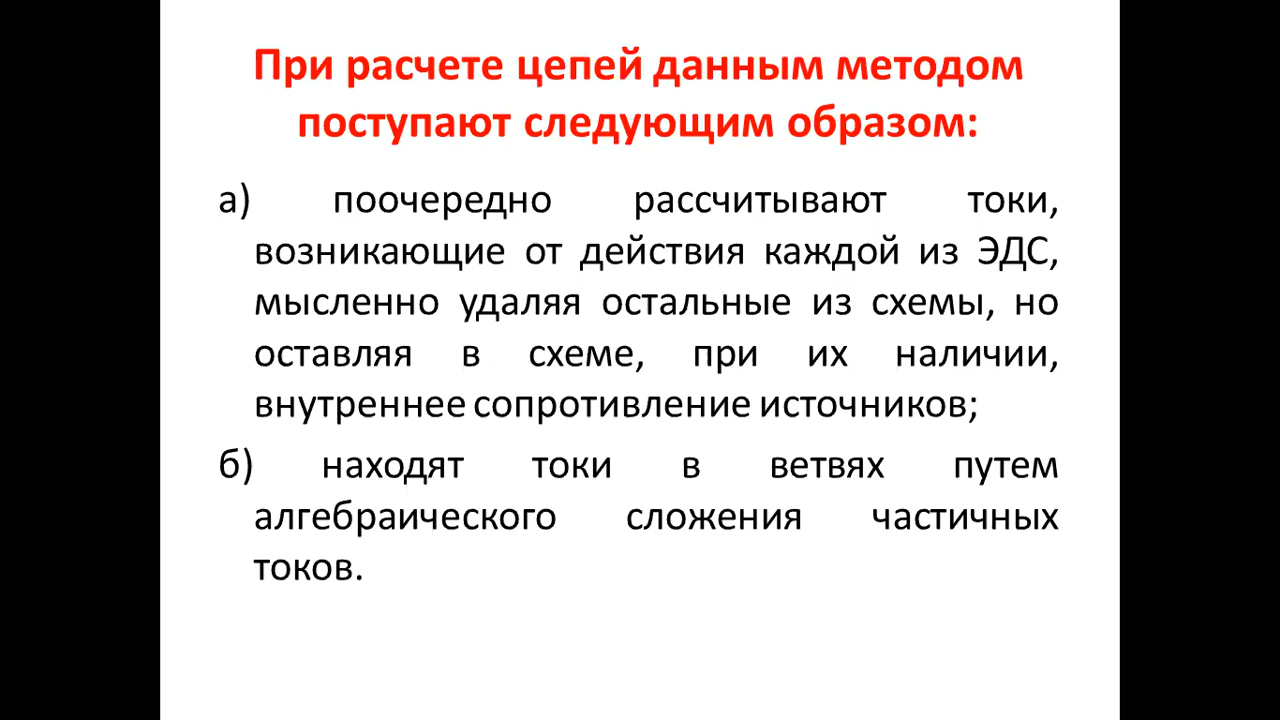 При расчете цепей данным методом
поступают следующим образом:
а) поочередно рассчитывают токи,
возникающие от действия каждой из ЭДС,
мысленно удаляя остальные из схемы, но
оставляя в схеме, при их наличии,
внутреннее сопротивление источников;
б) находят токи в ветвях путем
алгебраического сложения частичных
токов.